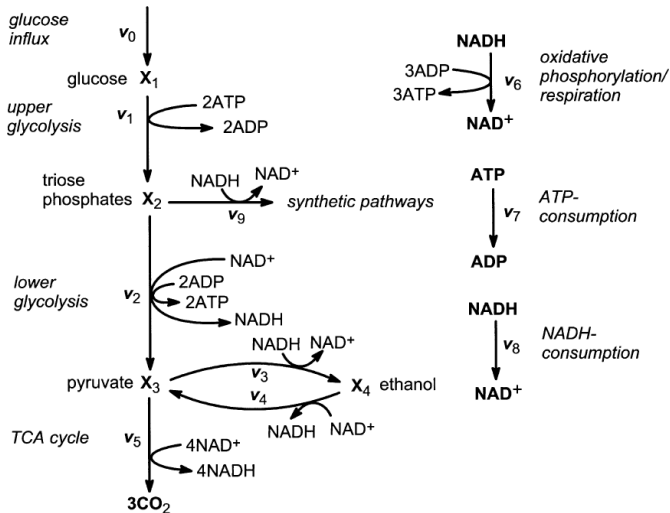 glucose
influx
v0
glucose X1
upper
glycolysis
v1
2ATP
2ADP
triose
phosphates X2
NADH
NAD+
v9
synthetic pathways
lower
glycolysis
v2
NAD+
2ADP
2ATP
NADH
pyruvate X3
NADH
NAD+
v3
v4
X4 ethanol
NADH
NAD+
TCA cycle
v5
4NAD+
4NADH
3CO2
NADH
3ADP
3ATP
v6
NAD+
oxidative
phosphorylation/
respiration
ATP
v7
ADP
ATP-
consumption
NADH
v8
NAD+
NADH-
consumption